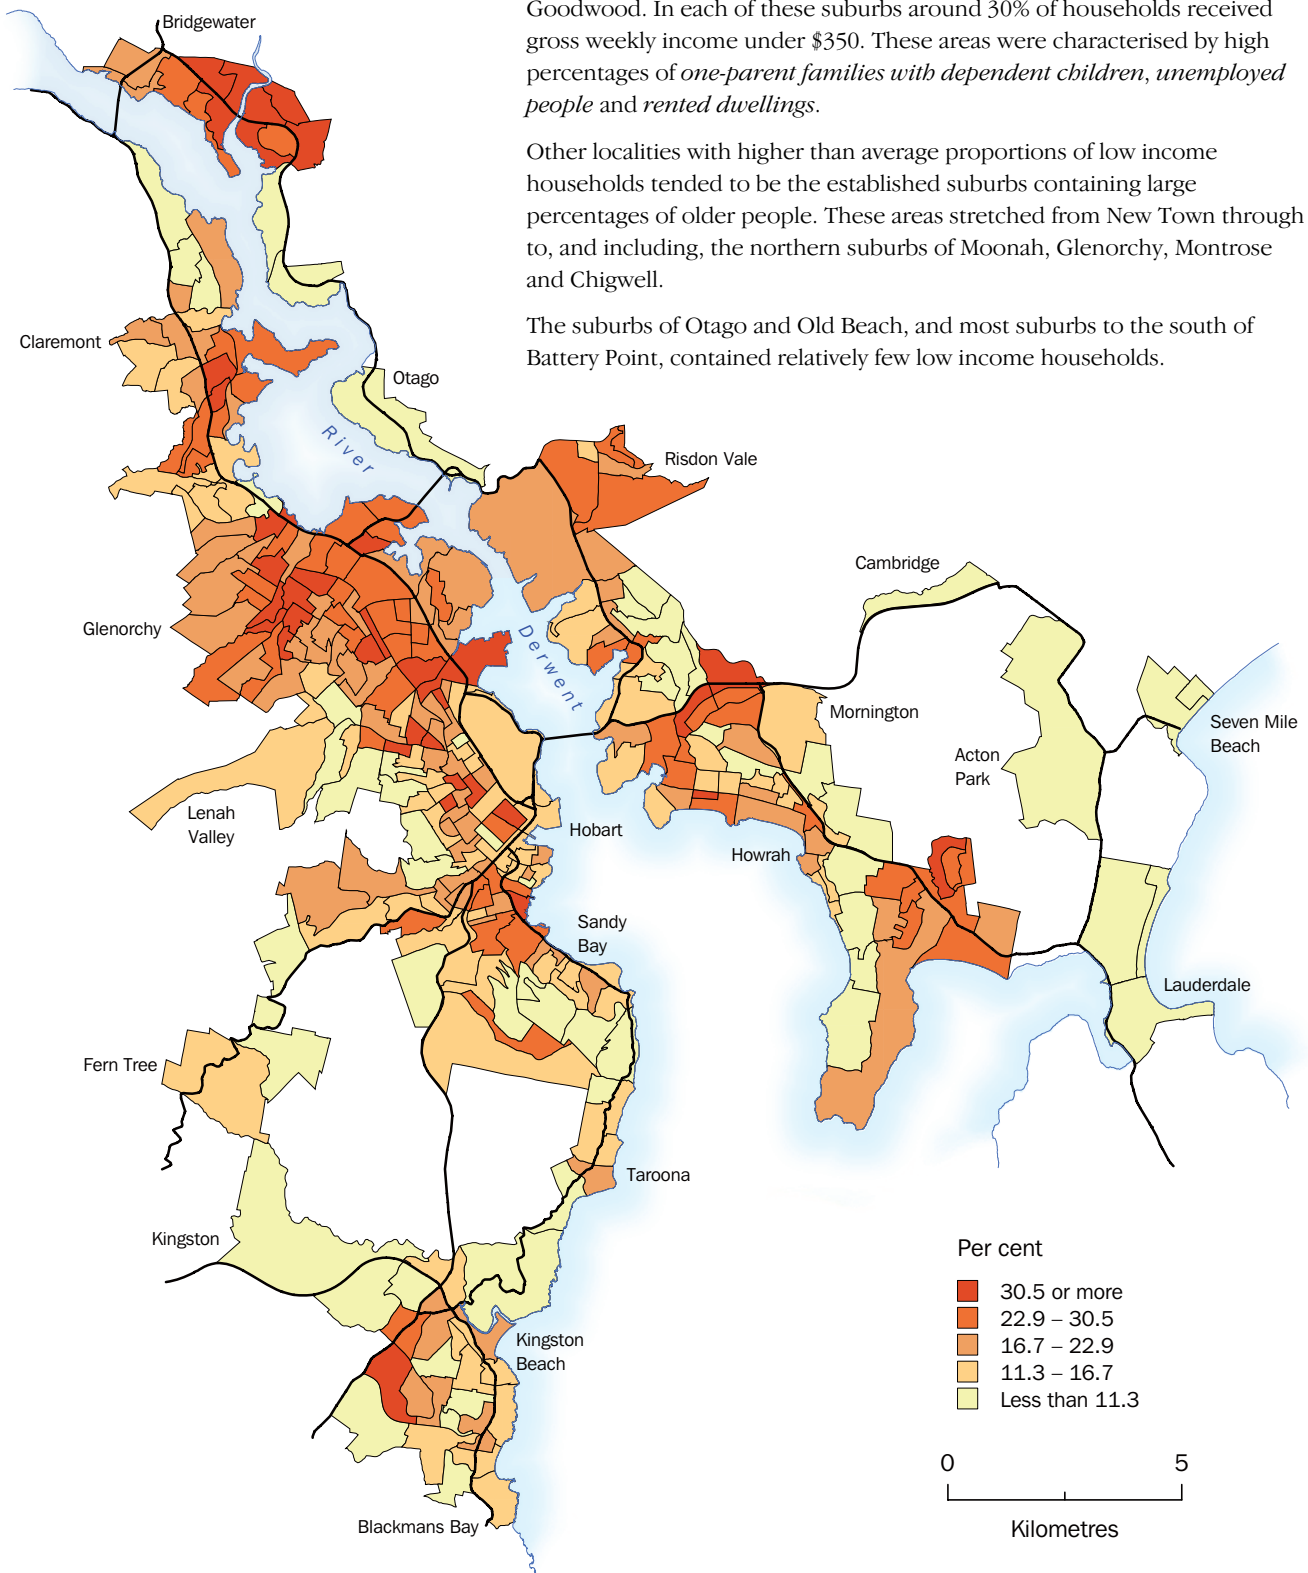 Goodwood. In each of these suburbs around 30% of households received
gross weekly income under $350. These areas were characterised by high
percentages of one-parent families with dependent children, unemployed
people and rented dwellings.
Other localities with higher than average proportions of low income
households tended to be the established suburbs containing large
percentages of older people. These areas stretched from New Town through
to, and including, the northern suburbs of Moonah, Glenorchy, Montrose
and Chigwell.
The suburbs of Otago and Old Beach, and most suburbs to the south of
Battery Point, contained relatively few low income households.
Bridgewater
Claremont
Otago
River
Risdon Vale
Cambridge
Glenorchy
Derwent
Mornington
Seven Mile
Beach
Acton
Park
Lenah
Valley
Hobart
Howrah
Sandy
Bay
Lauderdale
Fern Tree
Taroona
Kingston
Kingston
Beach
Blackmans Bay
Per cent
30.5 or more
22.9 – 30.5
16.7 – 22.9
11.3 – 16.7
Less than 11.3
0 5
Kilometres